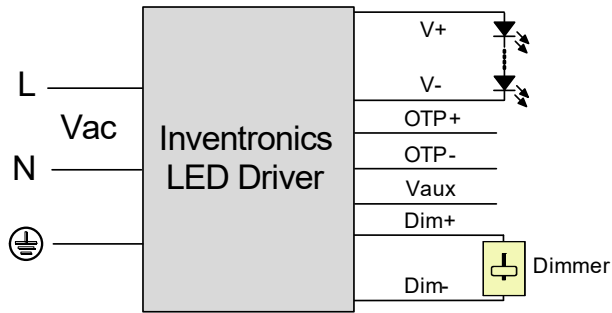 L
Vac
N
Inventronics
LED Driver
V+
V-
OTP+
OTP-
Vaux
Dim+
Dim-
Dimmer